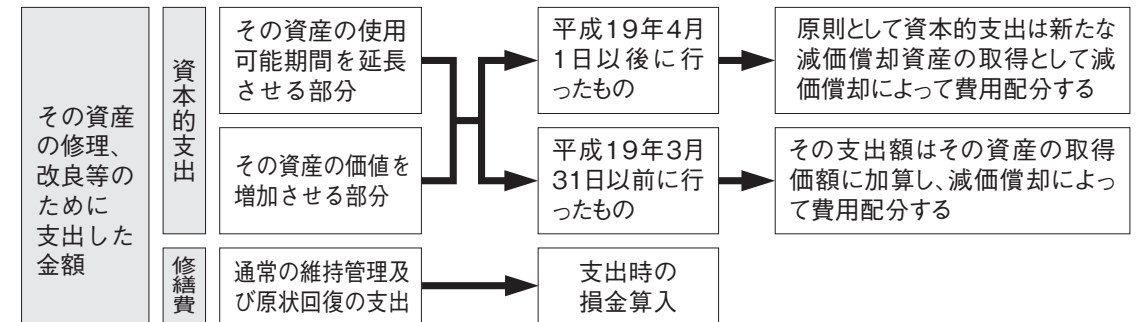 その資産
の修理、
改良等の
ために
支出した
金額
資本的支出
その資産の使用
可能期間を延長
させる部分
その資産の価値を
増加させる部分
平成19年4月
1日以後に行
ったもの
原則として資本的支出は新たな
減価償却資産の取得として減
価償却によって費用配分する
平成19年3月
31日以前に行
ったもの
その支出額はその資産の取得
価額に加算し、減価償却によっ
て費用配分する
修繕費
通常の維持管理及
び原状回復の支出
支出時の
損金算入